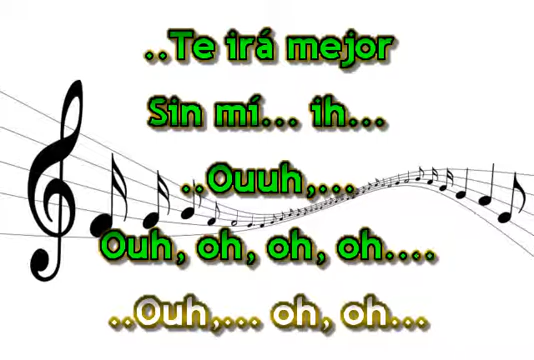 ..Te irá mejor
Sin mí... ih...
..Ouuh,...
Ouh, oh, oh, oh....
..Ouh,... oh, oh...